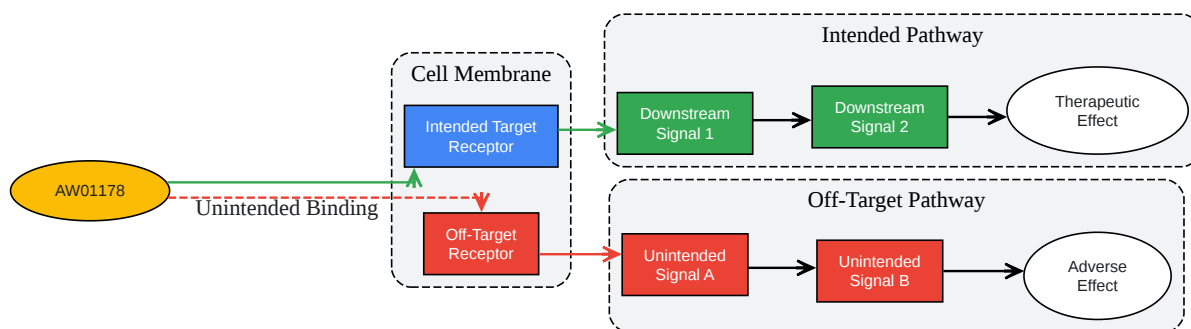 Intended Pathway
Cell Membrane
Intended Target
Receptor
Downstream
Signal 1
Downstream
Signal 2
Therapeutic
Effect
AW01178
Unintended Binding
Off-Target Pathway
Off-Target
Receptor
Unintended
Signal A
Unintended
Signal B
Adverse
Effect